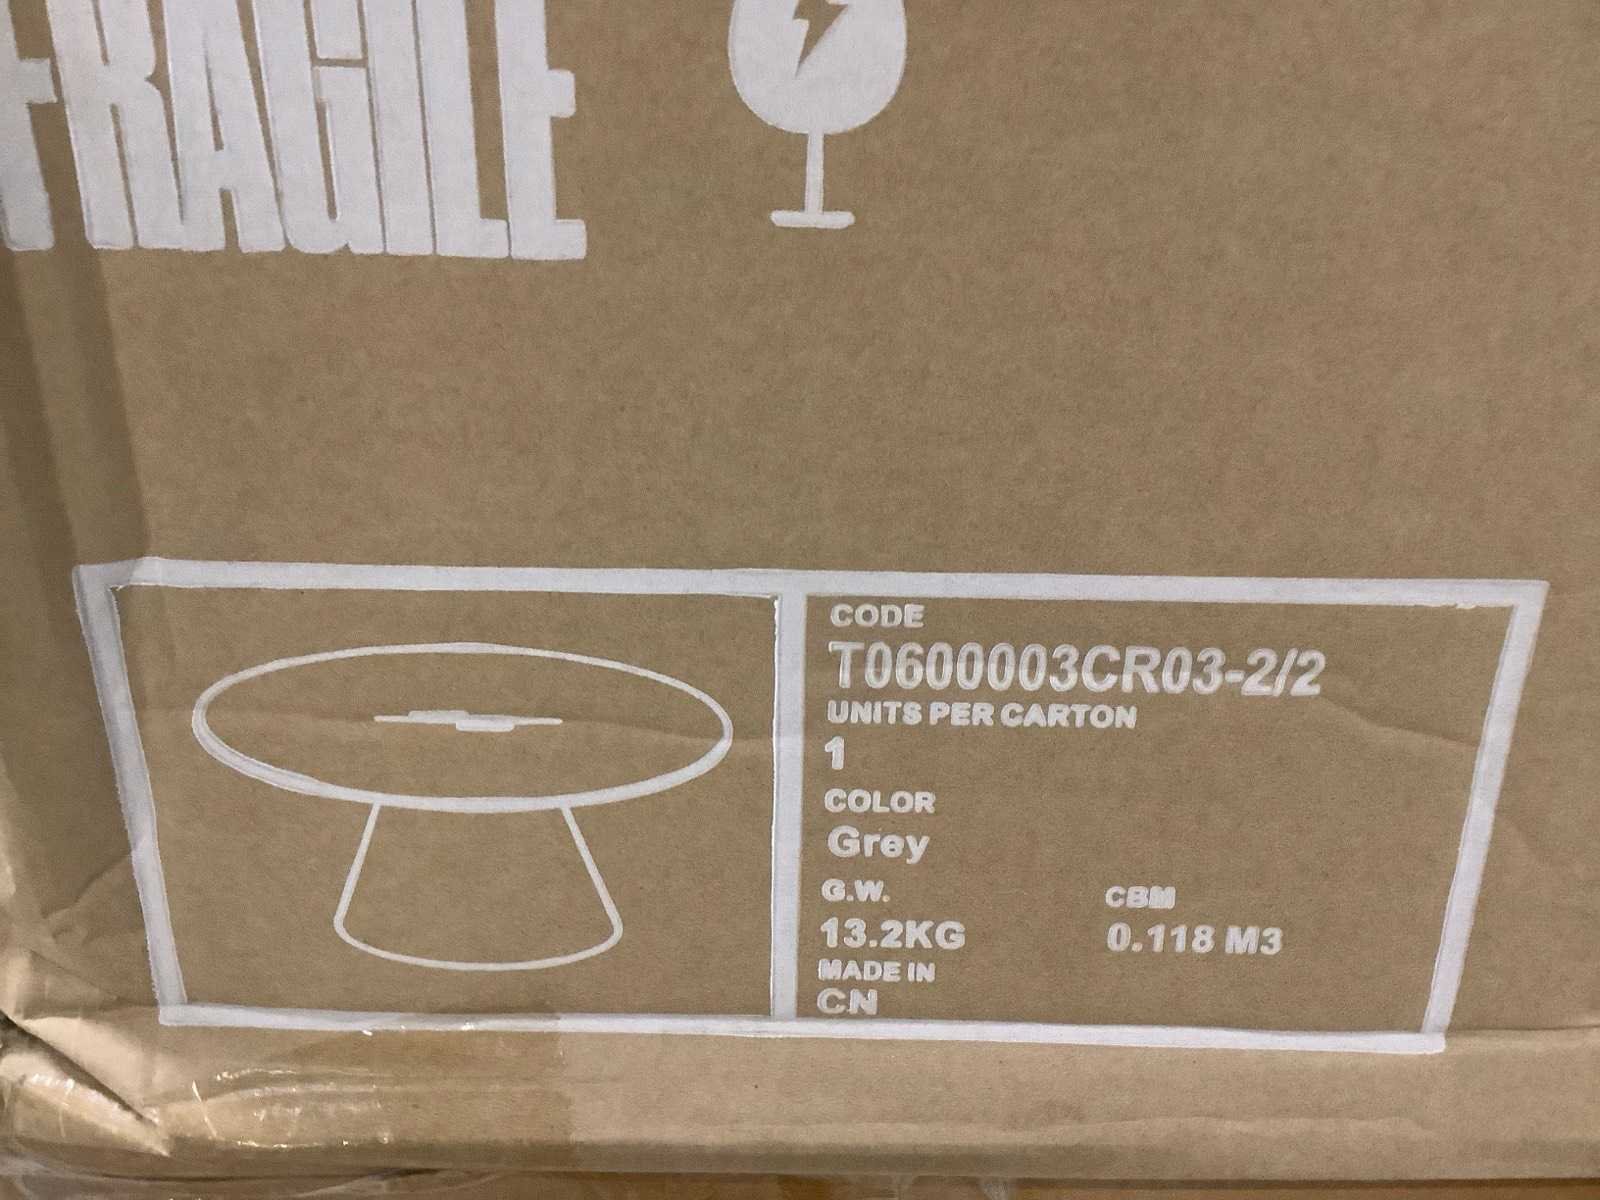 FRAGILE
CODE
T0600003CR03-2/2
UNITS PER CARTON
1
COLOR
Grey
G.W.
CBM
13.2KG
0.118 M3
MADE IN
CN